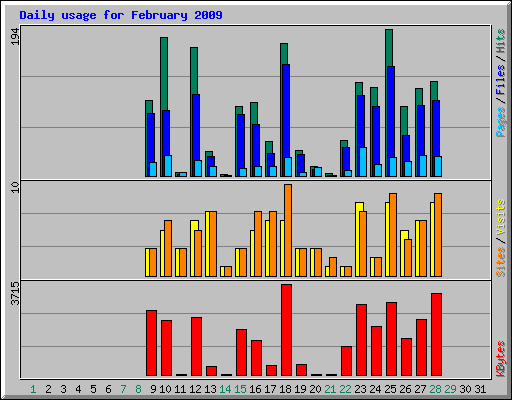 Daily usage for February 2009
194
Pages / Files / Hits
10
Sites / Visits
3715
KBytes
1 2 3 4 5 6 7 8 9 10 11 12 13 14 15 16 17 18 19 20 21 22 23 24 25 26 27 28 29 30 31